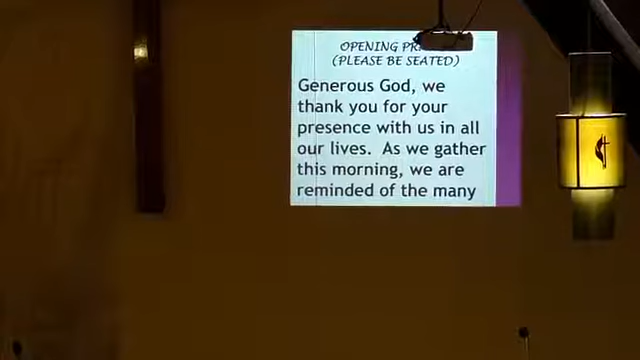 OPENING
(PLEASE BE SEATED)
Generous God, we
thank you for your
presence with us in all
our lives.  As we gather
this morning, we are
reminded of the many